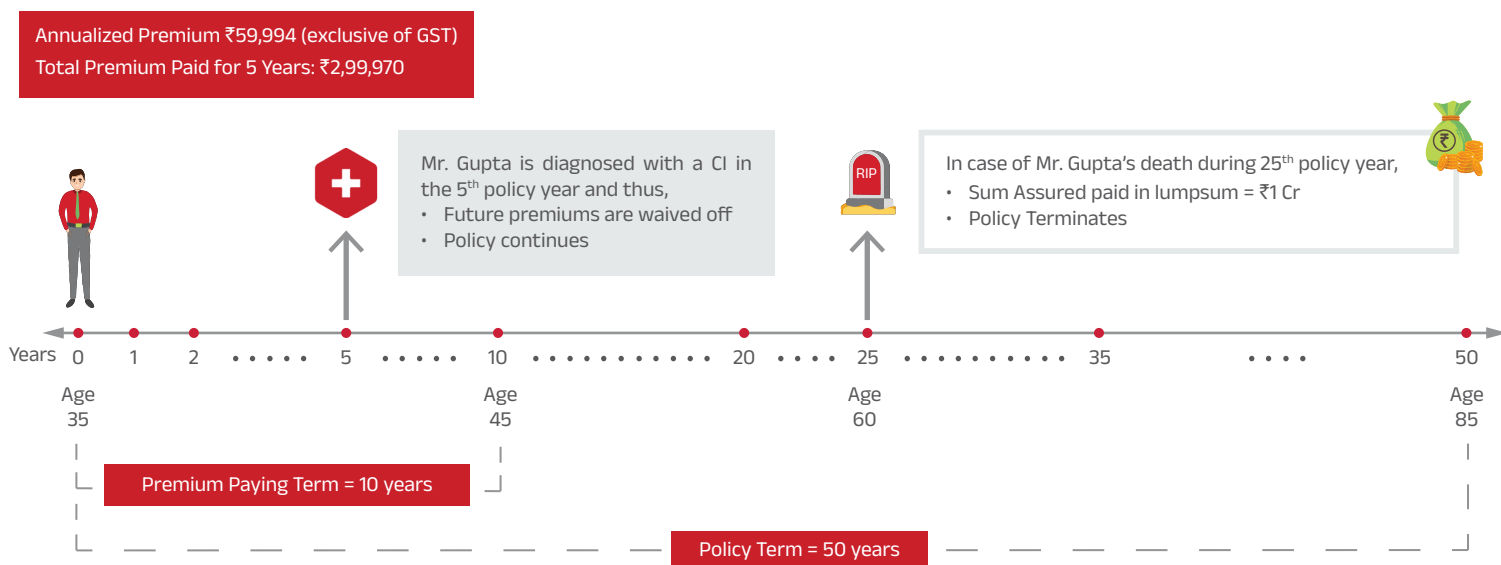 Annualized Premium ₹59,994 (exclusive of GST)
Total Premium Paid for 5 Years: ₹2,99,970
Mr. Gupta is diagnosed with a CI in
the 5th policy year and thus,
• Future premiums are waived off
• Policy continues
RIP
In case of Mr. Gupta's death during 25th policy year,
• Sum Assured paid in lumpsum = ₹1 Cr
• Policy Terminates
₹
Years 0 1 2 5 10 20 25 35 50
Age Age Age Age
35 45 60 85
Premium Paying Term = 10 years
Policy Term = 50 years